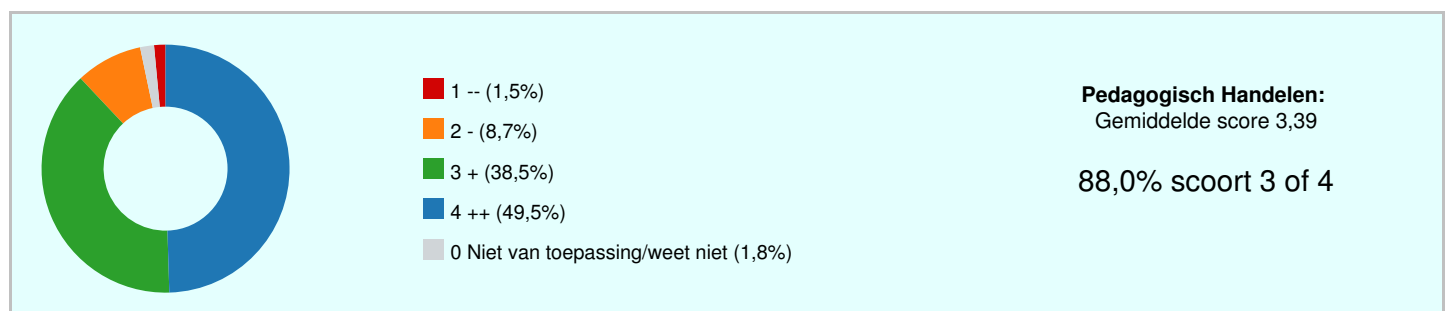 1 -- (1,5%)
2 - (8,7%)
3 + (38,5%)
4 ++ (49,5%)
0 Niet van toepassing/weet niet (1,8%)
Pedagogisch Handelen:
Gemiddelde score 3,39
88,0% scoort 3 of 4